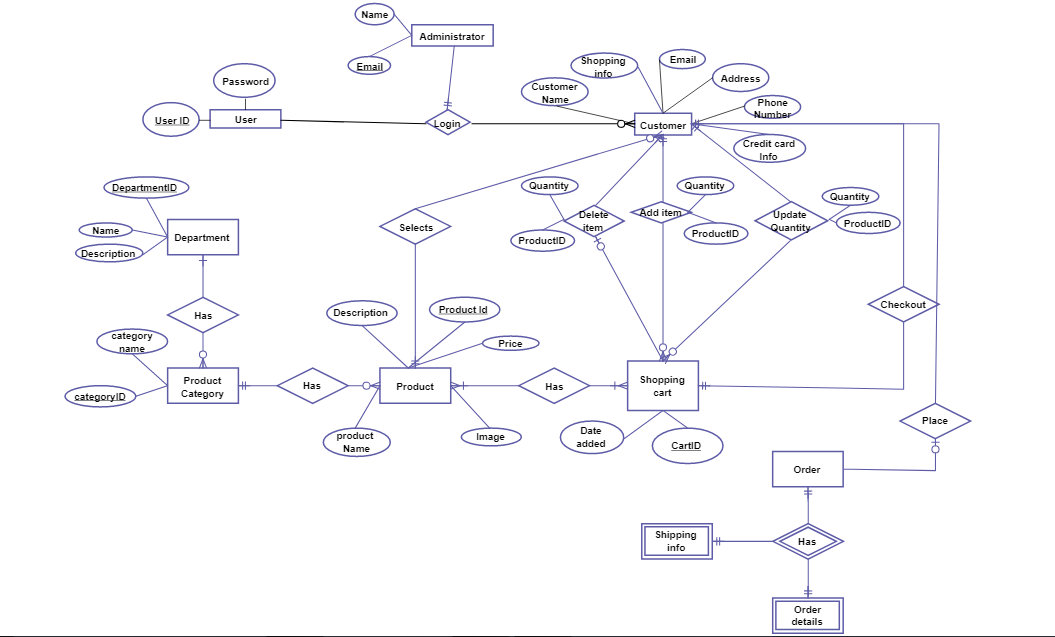 Name
Administrator
Email
Password
User ID
User
Login
Shopping
info
Email
Address
Customer
Name
Phone
Number
Customer
Credit card
Info
DepartmentID
Name
Description
Department
Selects
Quantity
Delete
item
ProductID
Quantity
Add item
ProductID
Update
Quantity
Quantity
ProductID
Has
Description
Product Id
Price
Checkout
category
name
categoryID
Product
Category
Has
Product
Has
Shopping
cart
product
Name
Image
Date
added
CartID
Place
Order
Shipping
info
Has
Order
details